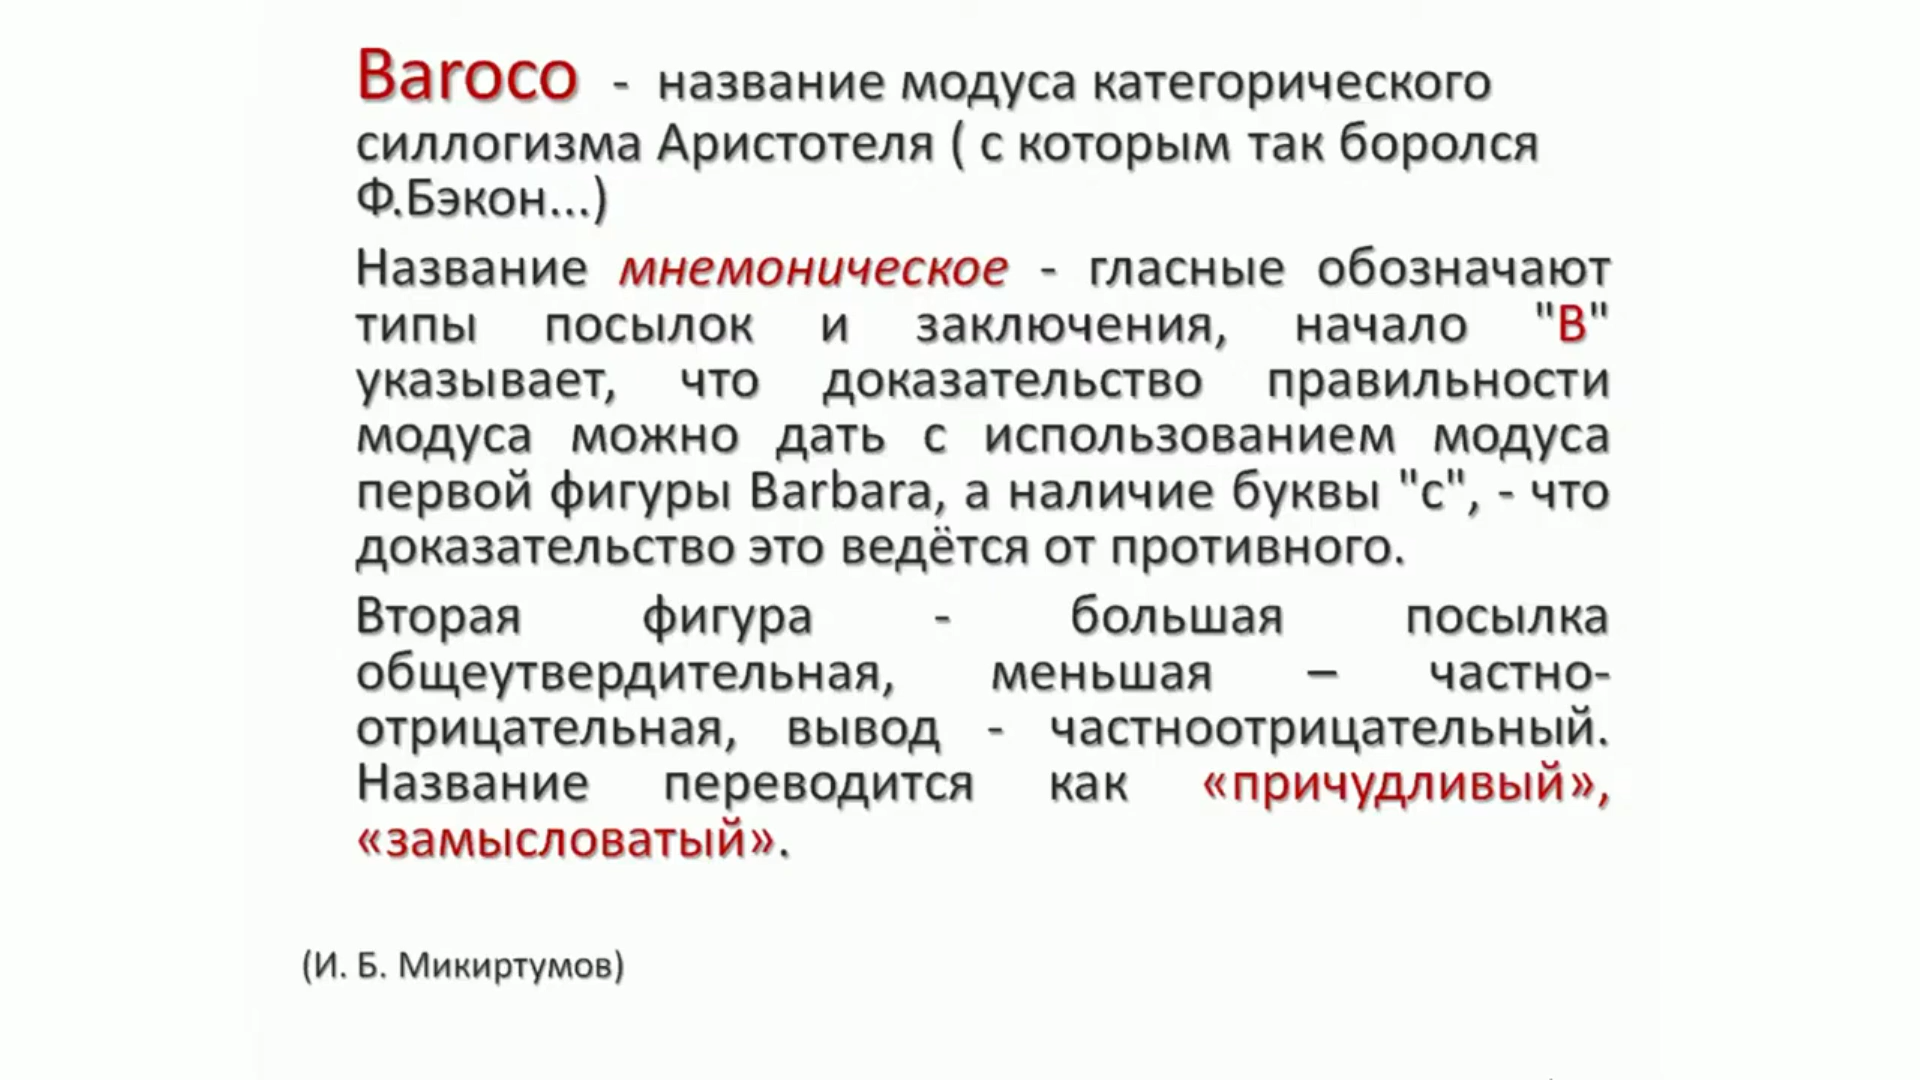 Baroco - название модуса категорического
силлогизма Аристотеля ( с которым так боролся
Ф.Бэкон...)
Название мнемоническое - гласные обозначают
типы посылок и заключения, начало "B"
указывает, что доказательство правильности
модуса можно дать с использованием модуса
первой фигуры Barbara, а наличие буквы "с", - что
доказательство это ведётся от противного.
Вторая фигура - большая посылка
общеутвердительная, меньшая – частно-
отрицательная, вывод - частноотрицательный.
Название переводится как «причудливый»,
«замысловатый».
(И. Б. Микиртумов)